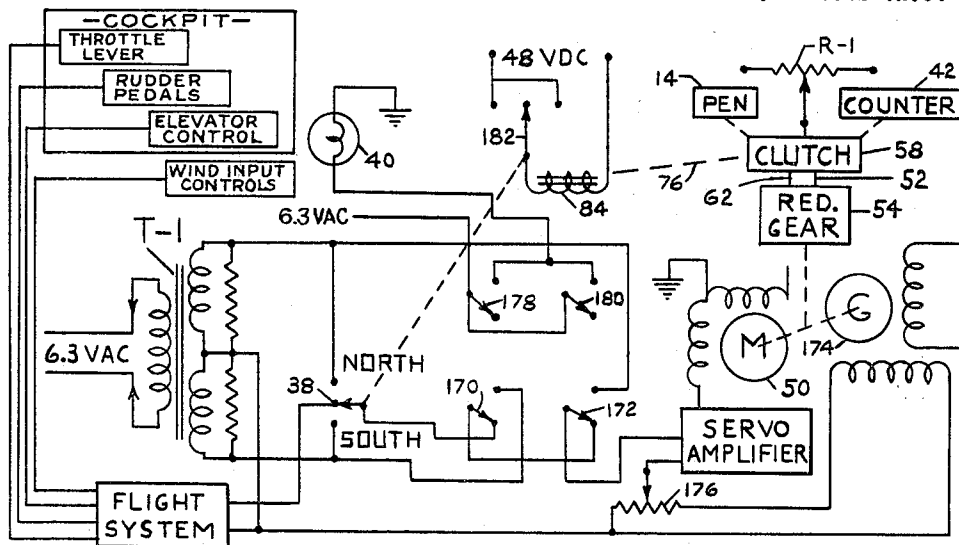 -COCKPIT-
THROTTLE
LEVER
RUDDER
PEDALS
ELEVATOR
CONTROL
WIND INPUT
CONTROLS
48 VDC
182
84
76
40
R-1
14
42
PEN
COUNTER
CLUTCH
58
62
52
RED.
GEAR
54
6.3 VAC
T-1
178
180
6.3 VAC
NORTH
38
SOUTH
170
172
M
G
174
50
SERVO
AMPLIFIER
176
FLIGHT
SYSTEM